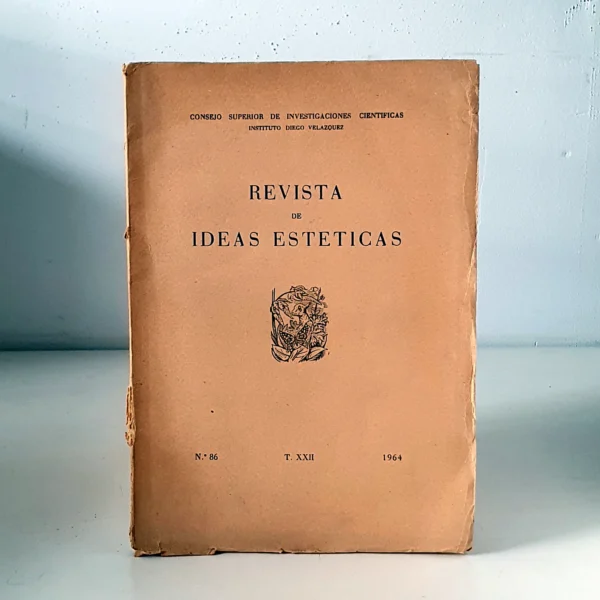 CONSEJO SUPERIOR DE INVESTIGACIONES CIENTIFICAS
INSTITUTO DIEGO VELAZQUEZ
REVISTA
DE
IDEAS ESTETICAS
N.º 86 T. XXII 1964